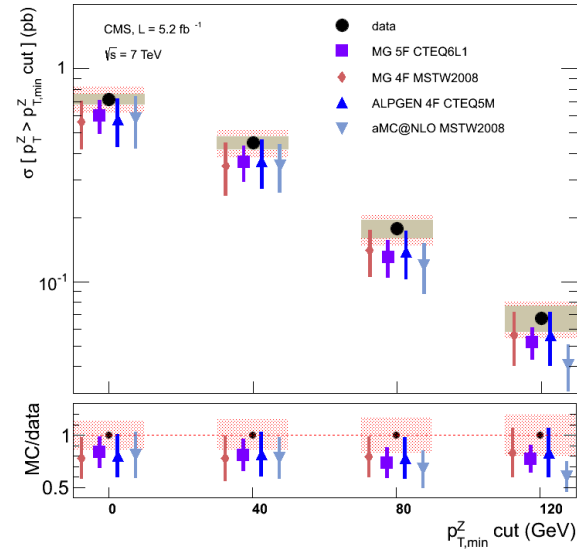 σ [ p_T^Z > p_{T,min}^Z cut ] (pb)
1
10^{-1}
CMS, L = 5.2 fb^{-1}
√s = 7 TeV
data
MG 5F CTEQ6L1
MG 4F MSTW2008
ALPGEN 4F CTEQ5M
aMC@NLO MSTW2008
MC/data
1
0.5
0 40 80 120
p_{T,min}^Z cut (GeV)